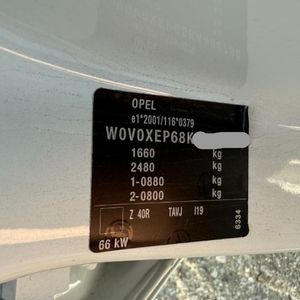 OPEL
e1*2001/116*0379
W0V0XEP68K
1660 kg
2480 kg
1-0880 kg
2-0800 kg
Z 40R TAVJ I19
6334
66 kW